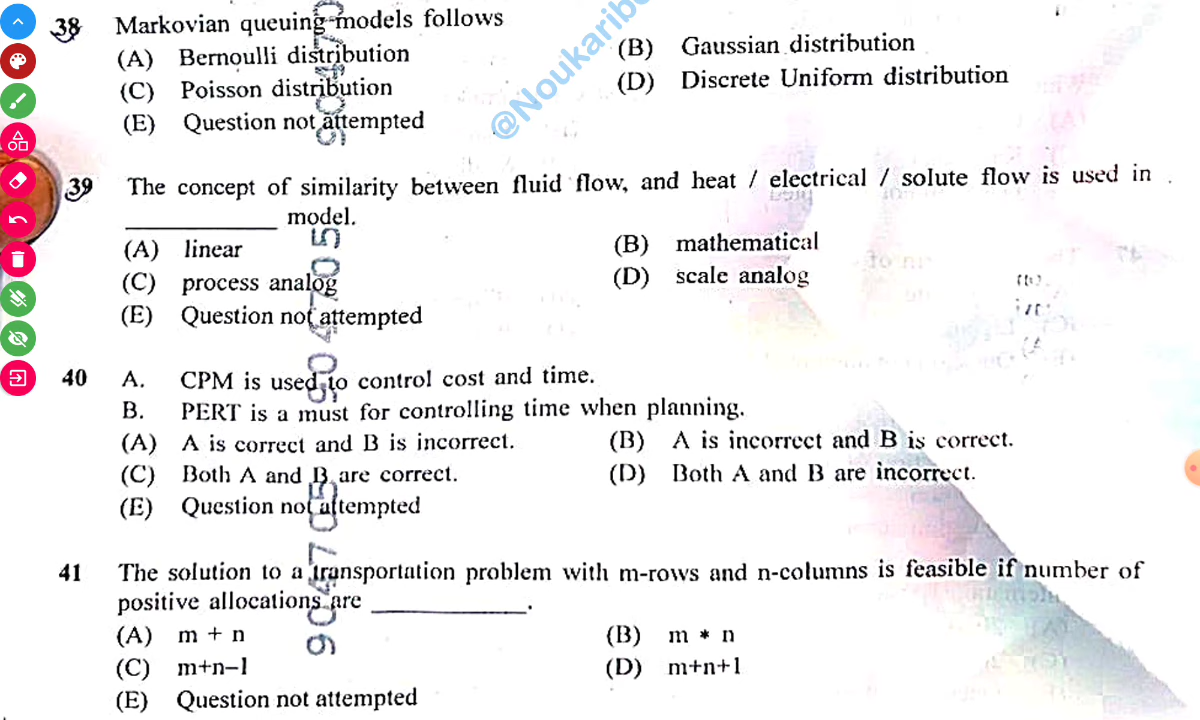 38 Markovian queuing models follows
(A) Bernoulli distribution (B) Gaussian distribution
(C) Poisson distribution (D) Discrete Uniform distribution
(E) Question not attempted
39 The concept of similarity between fluid flow, and heat / electrical / solute flow is used in
____________ model.
(A) linear (B) mathematical
(C) process analog (D) scale analog
(E) Question not attempted
40 A. CPM is used to control cost and time.
B. PERT is a must for controlling time when planning.
(A) A is correct and B is incorrect. (B) A is incorrect and B is correct.
(C) Both A and B are correct. (D) Both A and B are incorrect.
(E) Question not attempted
41 The solution to a transportation problem with m-rows and n-columns is feasible if number of
positive allocations are ____________.
(A) m + n (B) m * n
(C) m+n–1 (D) m+n+1
(E) Question not attempted